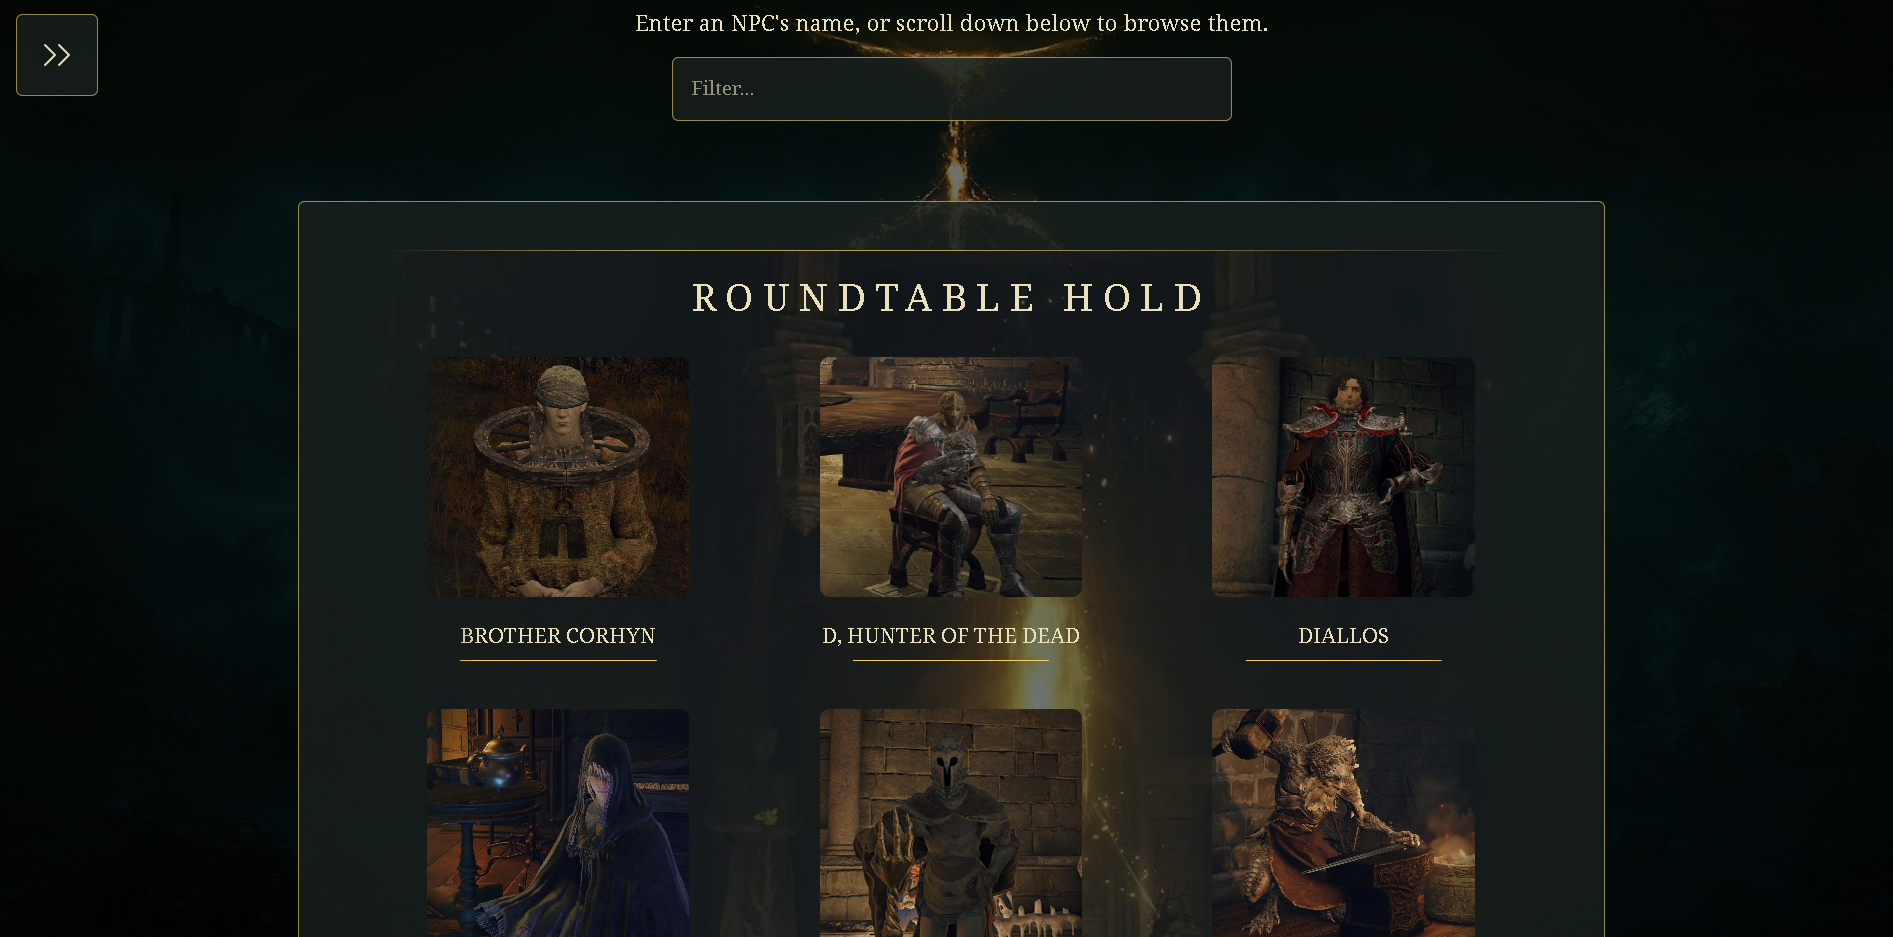 Enter an NPC's name, or scroll down below to browse them.
Filter...
ROUNDTABLE HOLD
BROTHER CORHYN
D, HUNTER OF THE DEAD
DIALLOS